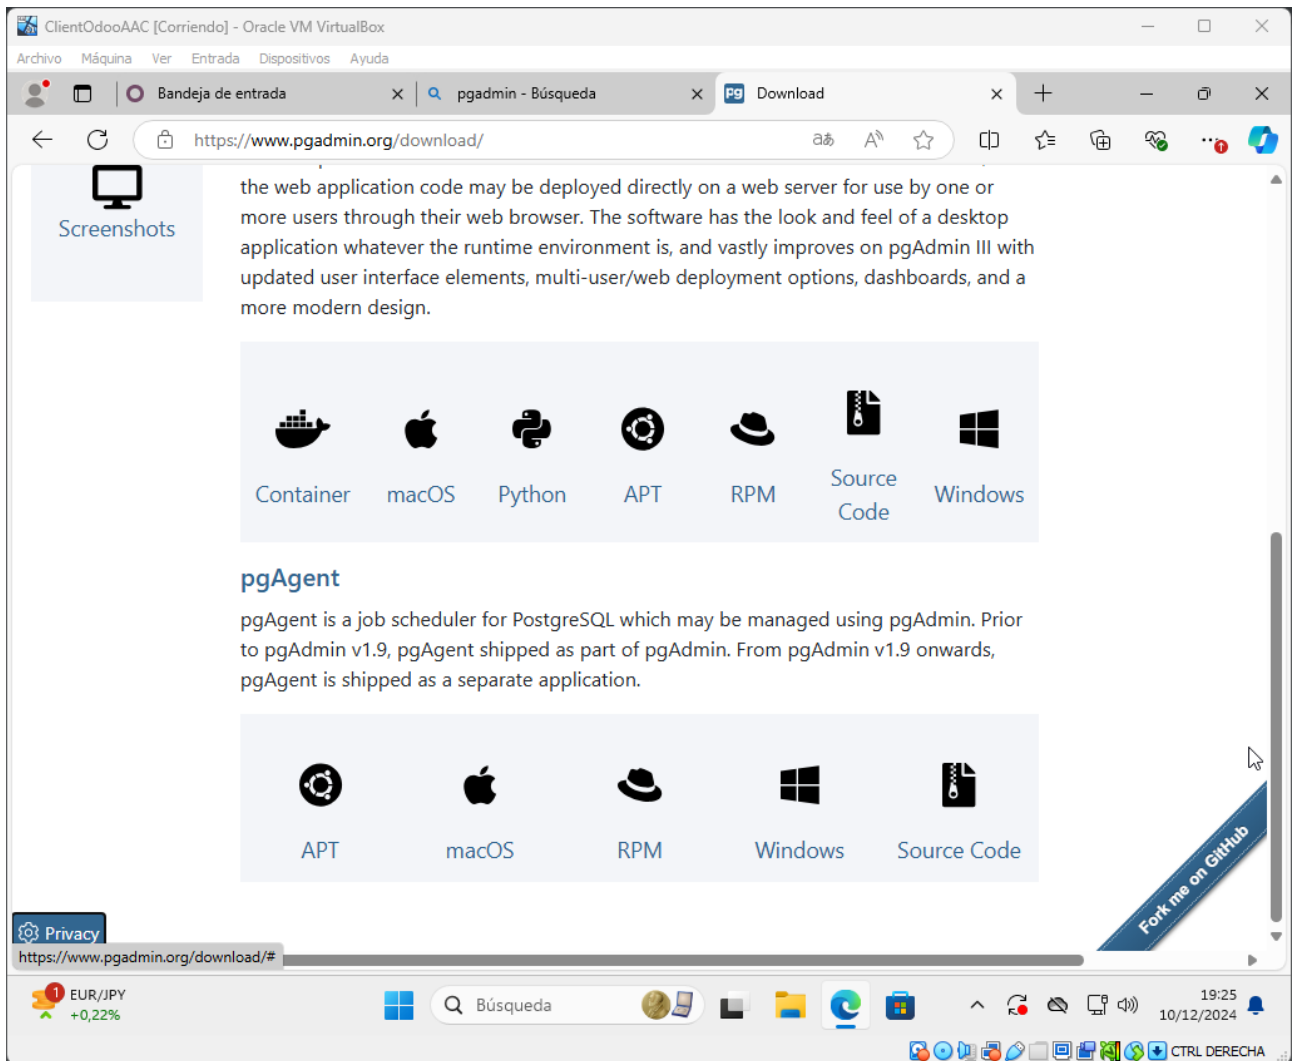 ClientOdooAAC [Corriendo] - Oracle VM VirtualBox
Archivo Máquina Ver Entrada Dispositivos Ayuda
Bandeja de entrada
pgadmin - Búsqueda
Pg Download
https://www.pgadmin.org/download/
the web application code may be deployed directly on a web server for use by one or
more users through their web browser. The software has the look and feel of a desktop
application whatever the runtime environment is, and vastly improves on pgAdmin III with
updated user interface elements, multi-user/web deployment options, dashboards, and a
more modern design.
Screenshots
Container macOS Python APT RPM Source Code Windows
pgAgent
pgAgent is a job scheduler for PostgreSQL which may be managed using pgAdmin. Prior
to pgAdmin v1.9, pgAgent shipped as part of pgAdmin. From pgAdmin v1.9 onwards,
pgAgent is shipped as a separate application.
APT macOS RPM Windows Source Code
Fork me on GitHub
Privacy
https://www.pgadmin.org/download/#
1
EUR/JPY
+0,22%
Búsqueda
19:25
10/12/2024
CTRL DERECHA